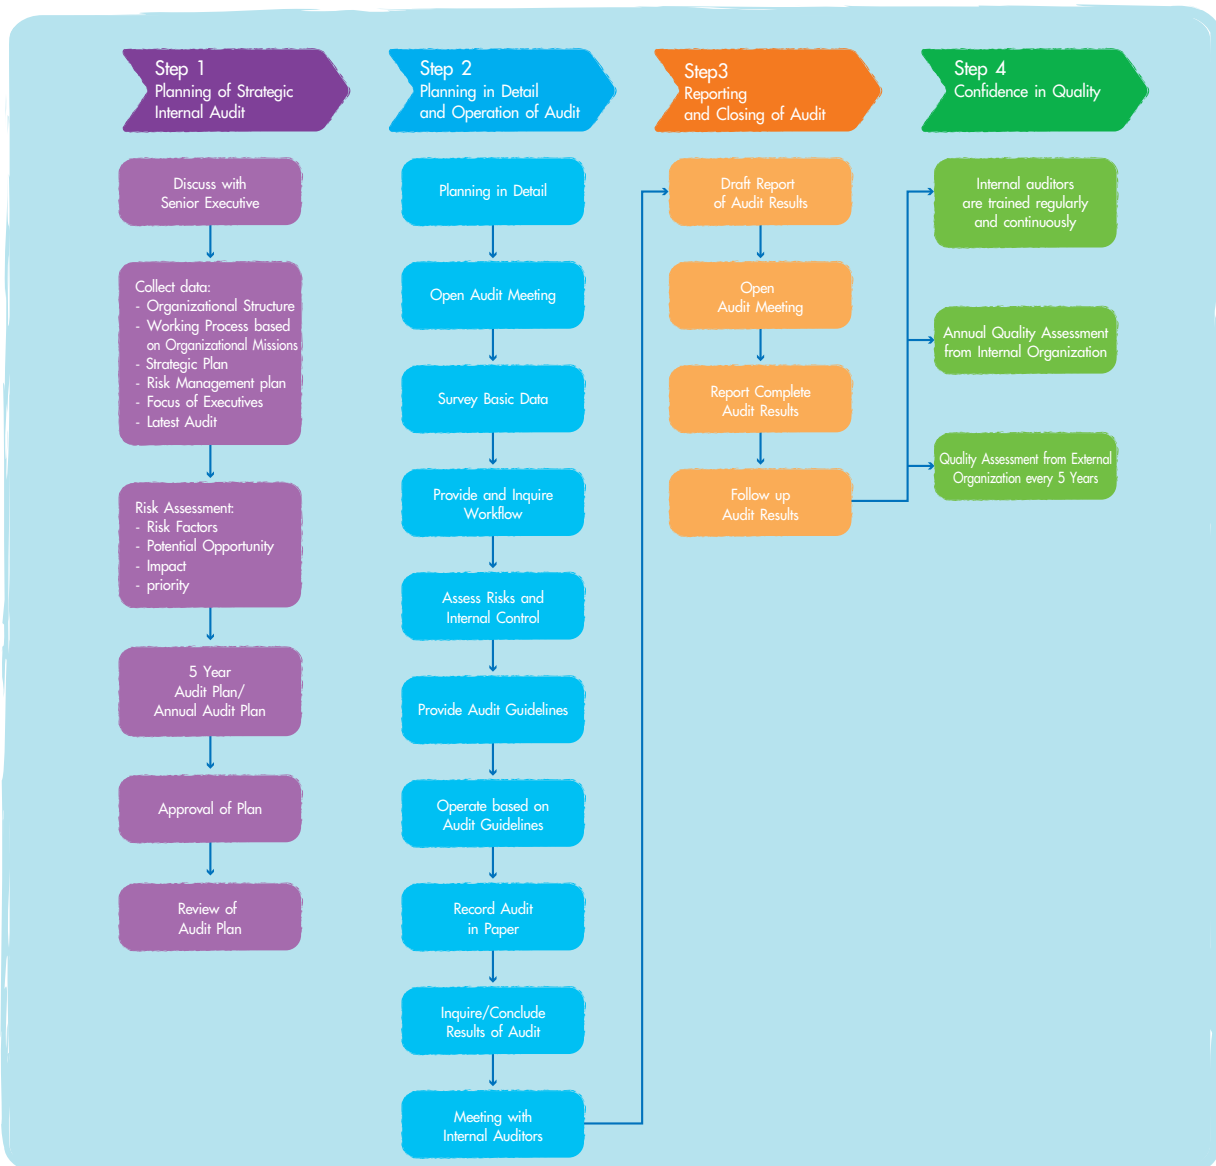 Step 1
Planning of Strategic
Internal Audit
Discuss with
Senior Executive
Collect data:
- Organizational Structure
- Working Process based
on Organizational Missions
- Strategic Plan
- Risk Management plan
- Focus of Executives
- Latest Audit
Risk Assessment:
- Risk Factors
- Potential Opportunity
- Impact
- priority
5 Year
Audit Plan/
Annual Audit Plan
Approval of Plan
Review of
Audit Plan
Step 2
Planning in Detail
and Operation of Audit
Planning in Detail
Open Audit Meeting
Survey Basic Data
Provide and Inquire
Workflow
Assess Risks and
Internal Control
Provide Audit Guidelines
Operate based on
Audit Guidelines
Record Audit
in Paper
Inquire/Conclude
Results of Audit
Meeting with
Internal Auditors
Step3
Reporting
and Closing of Audit
Draft Report
of Audit Results
Open
Audit Meeting
Report Complete
Audit Results
Follow up
Audit Results
Step 4
Confidence in Quality
Internal auditors
are trained regularly
and continuously
Annual Quality Assessment
from Internal Organization
Quality Assessment from External
Organization every 5 Years